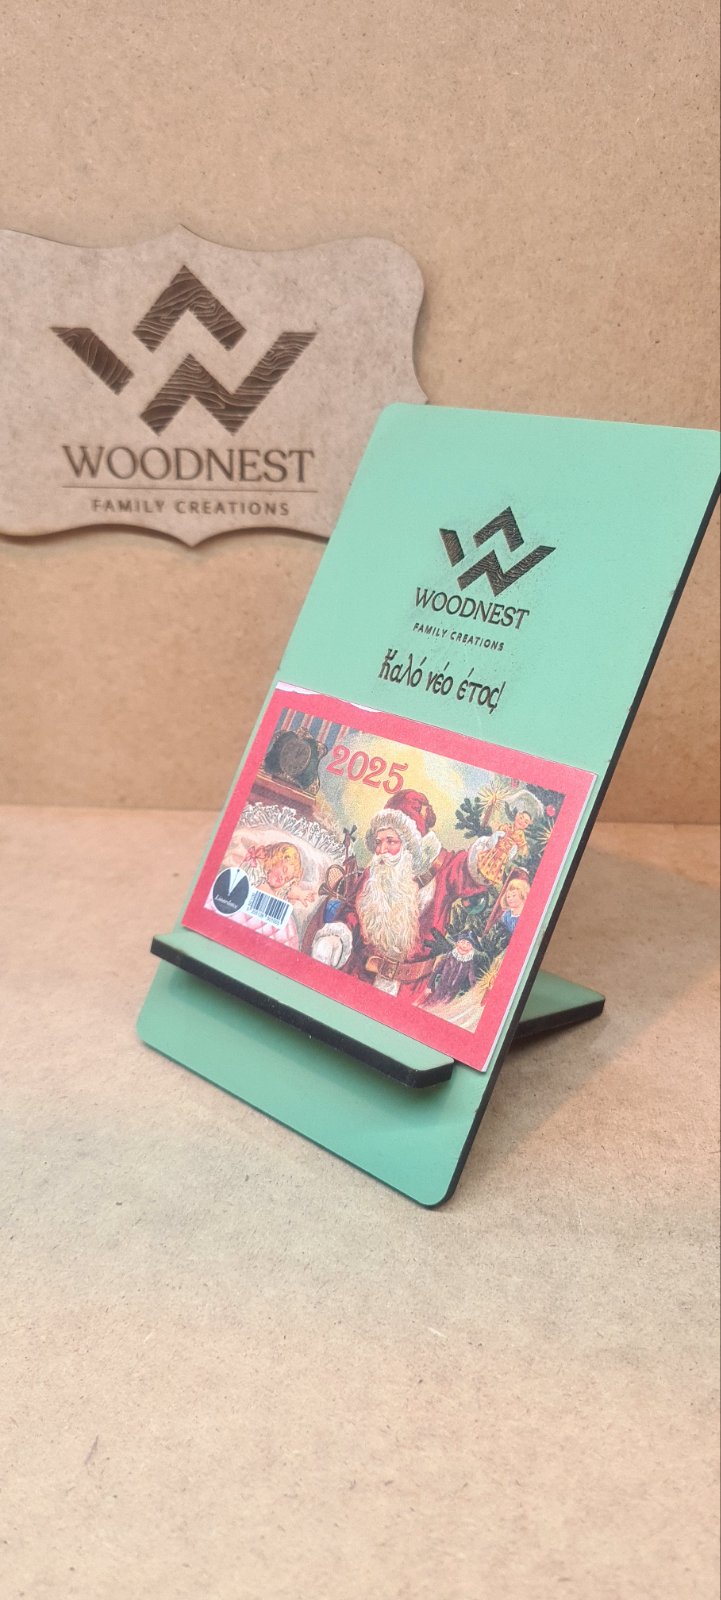 WOODNEST
FAMILY CREATIONS
WOODNEST
FAMILY CREATIONS
Καλό νέο έτος!
2025